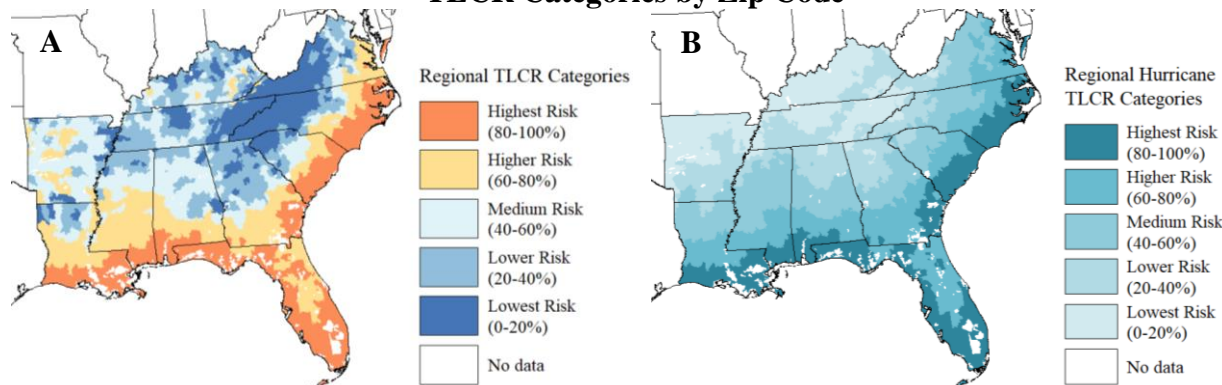 TLCR Categories by Zip Code
A
Regional TLCR Categories
Highest Risk
(80-100%)
Higher Risk
(60-80%)
Medium Risk
(40-60%)
Lower Risk
(20-40%)
Lowest Risk
(0-20%)
No data
B
Regional Hurricane
TLCR Categories
Highest Risk
(80-100%)
Higher Risk
(60-80%)
Medium Risk
(40-60%)
Lower Risk
(20-40%)
Lowest Risk
(0-20%)
No data